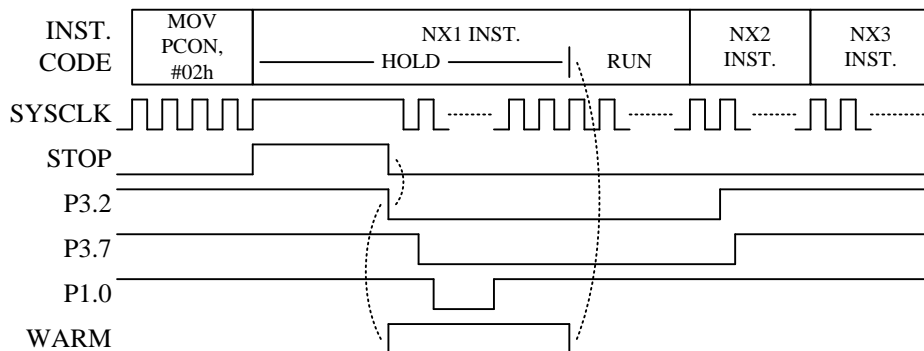 INST. CODE
MOV
PCON,
#02h
NX1 INST.
HOLD
RUN
NX2
INST.
NX3
INST.
SYSCLK
STOP
P3.2
P3.7
P1.0
WARM